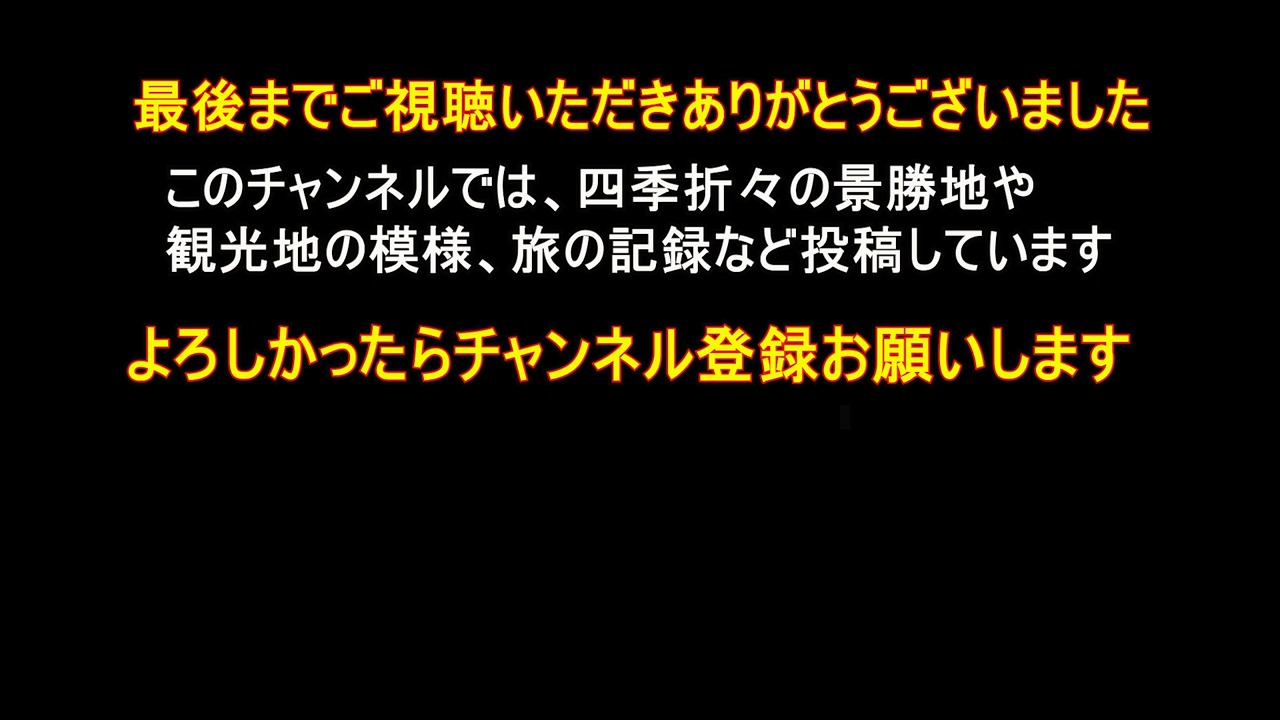 最後までご視聴いただきありがとうございました
このチャンネルでは、四季折々の景勝地や
観光地の模様、旅の記録など投稿しています
よろしかったらチャンネル登録お願いします